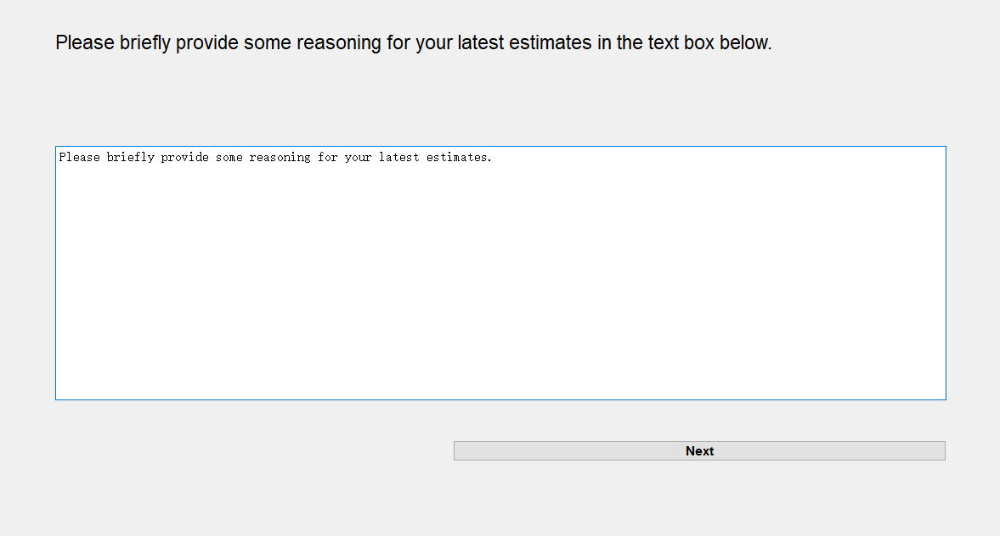 Please briefly provide some reasoning for your latest estimates in the text box below.
Please briefly provide some reasoning for your latest estimates.
Next